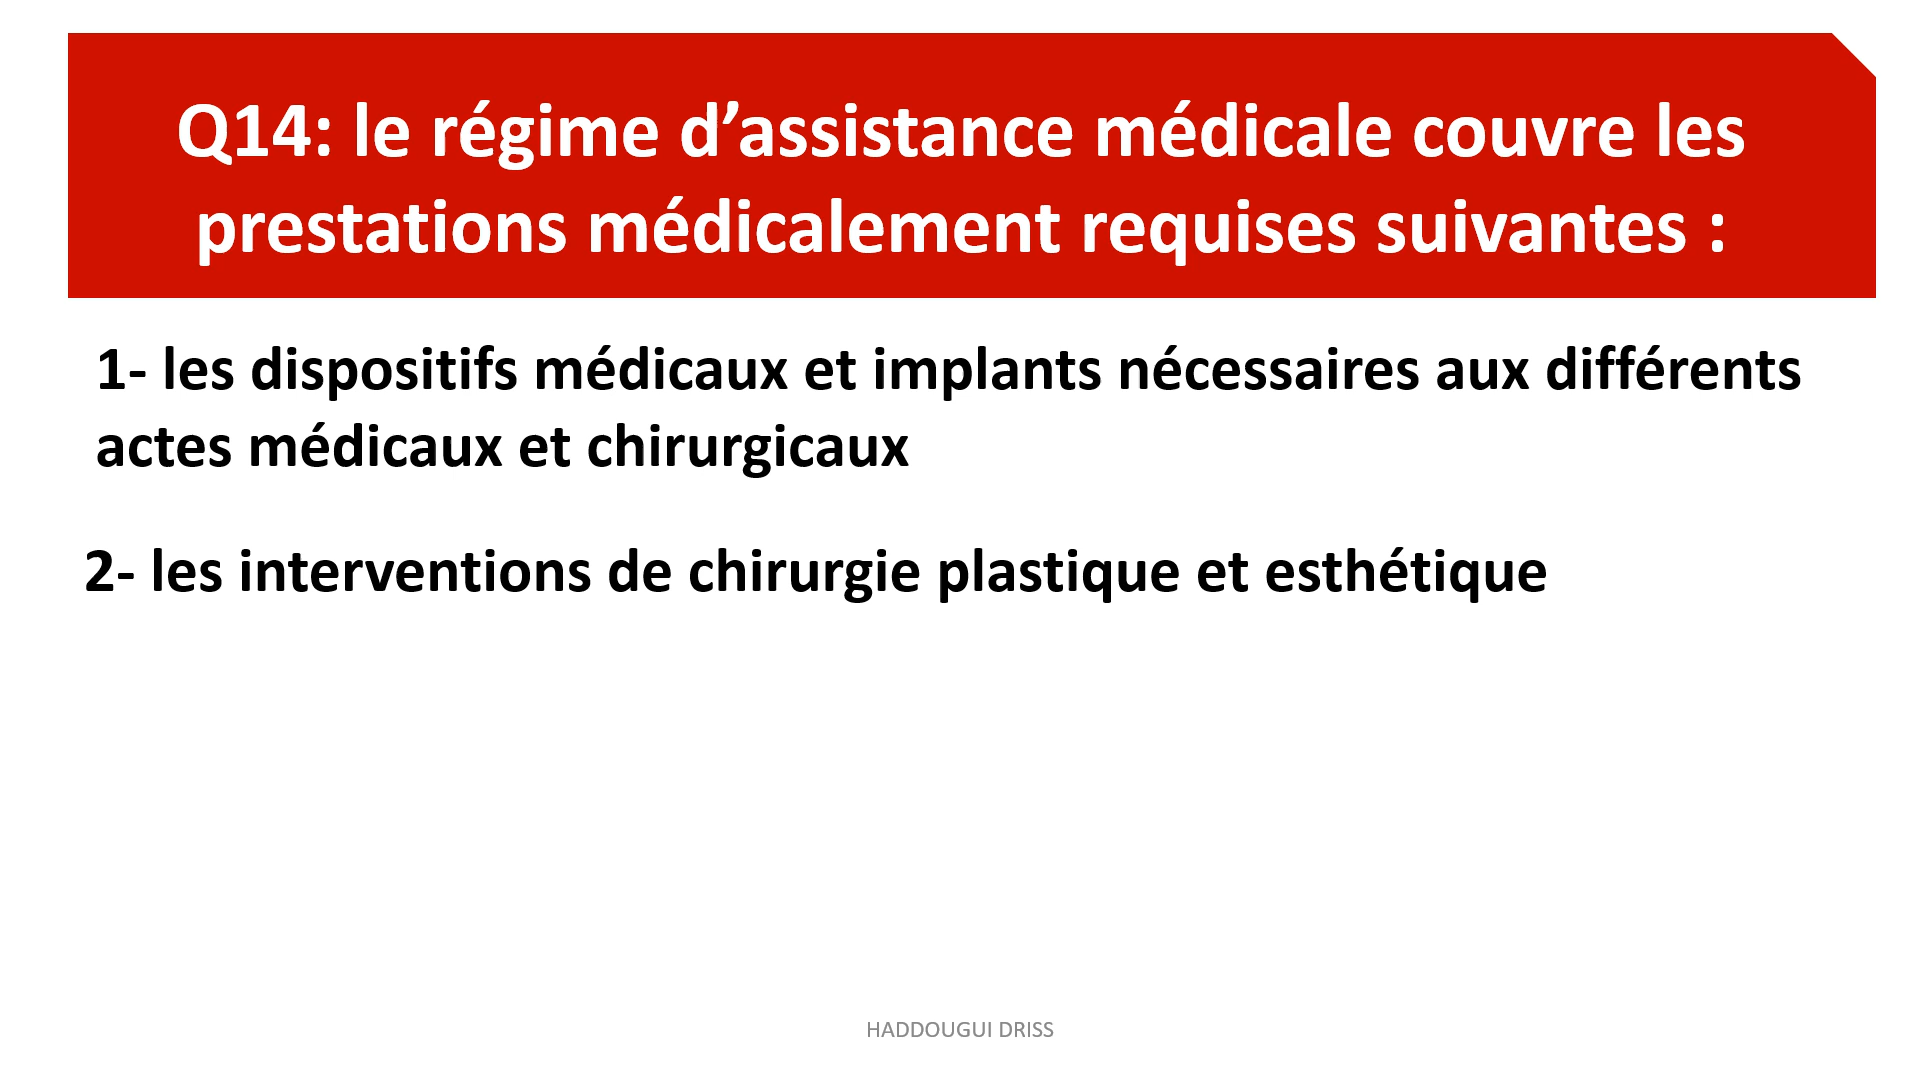 Q14: le régime d’assistance médicale couvre les
prestations médicalement requises suivantes :
1- les dispositifs médicaux et implants nécessaires aux différents
actes médicaux et chirurgicaux
2- les interventions de chirurgie plastique et esthétique
HADDOUGUI DRISS